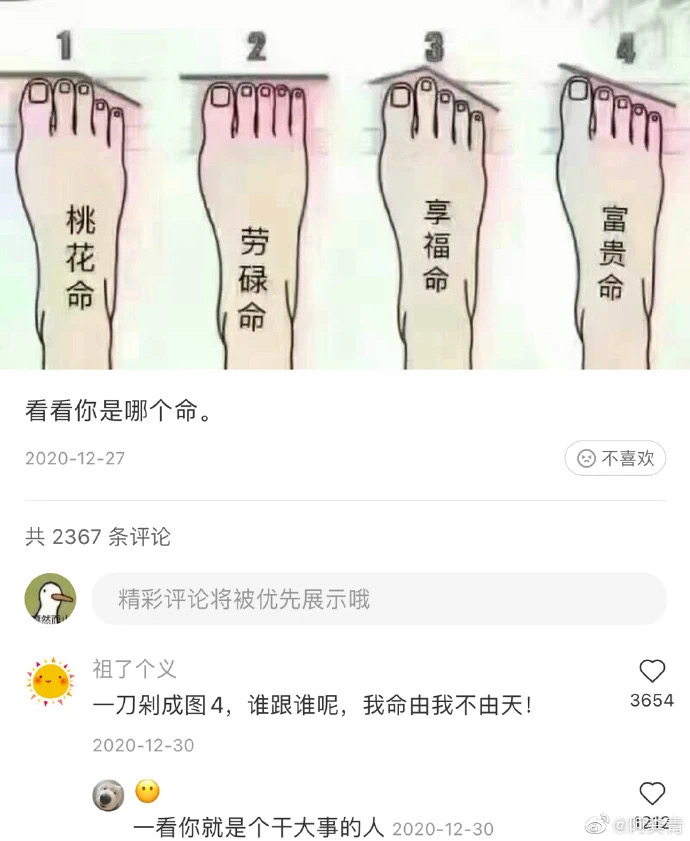 1 2 3 4
桃花命
劳碌命
享福命
富贵命
看看你是哪个命。
2020-12-27
不喜欢
共 2367 条评论
精彩评论将被优先展示哦
祖了个义
一刀剁成图4，谁跟谁呢，我命由我不由天！
3654
2020-12-30
一看你就是个干大事的人 2020-12-30
1212